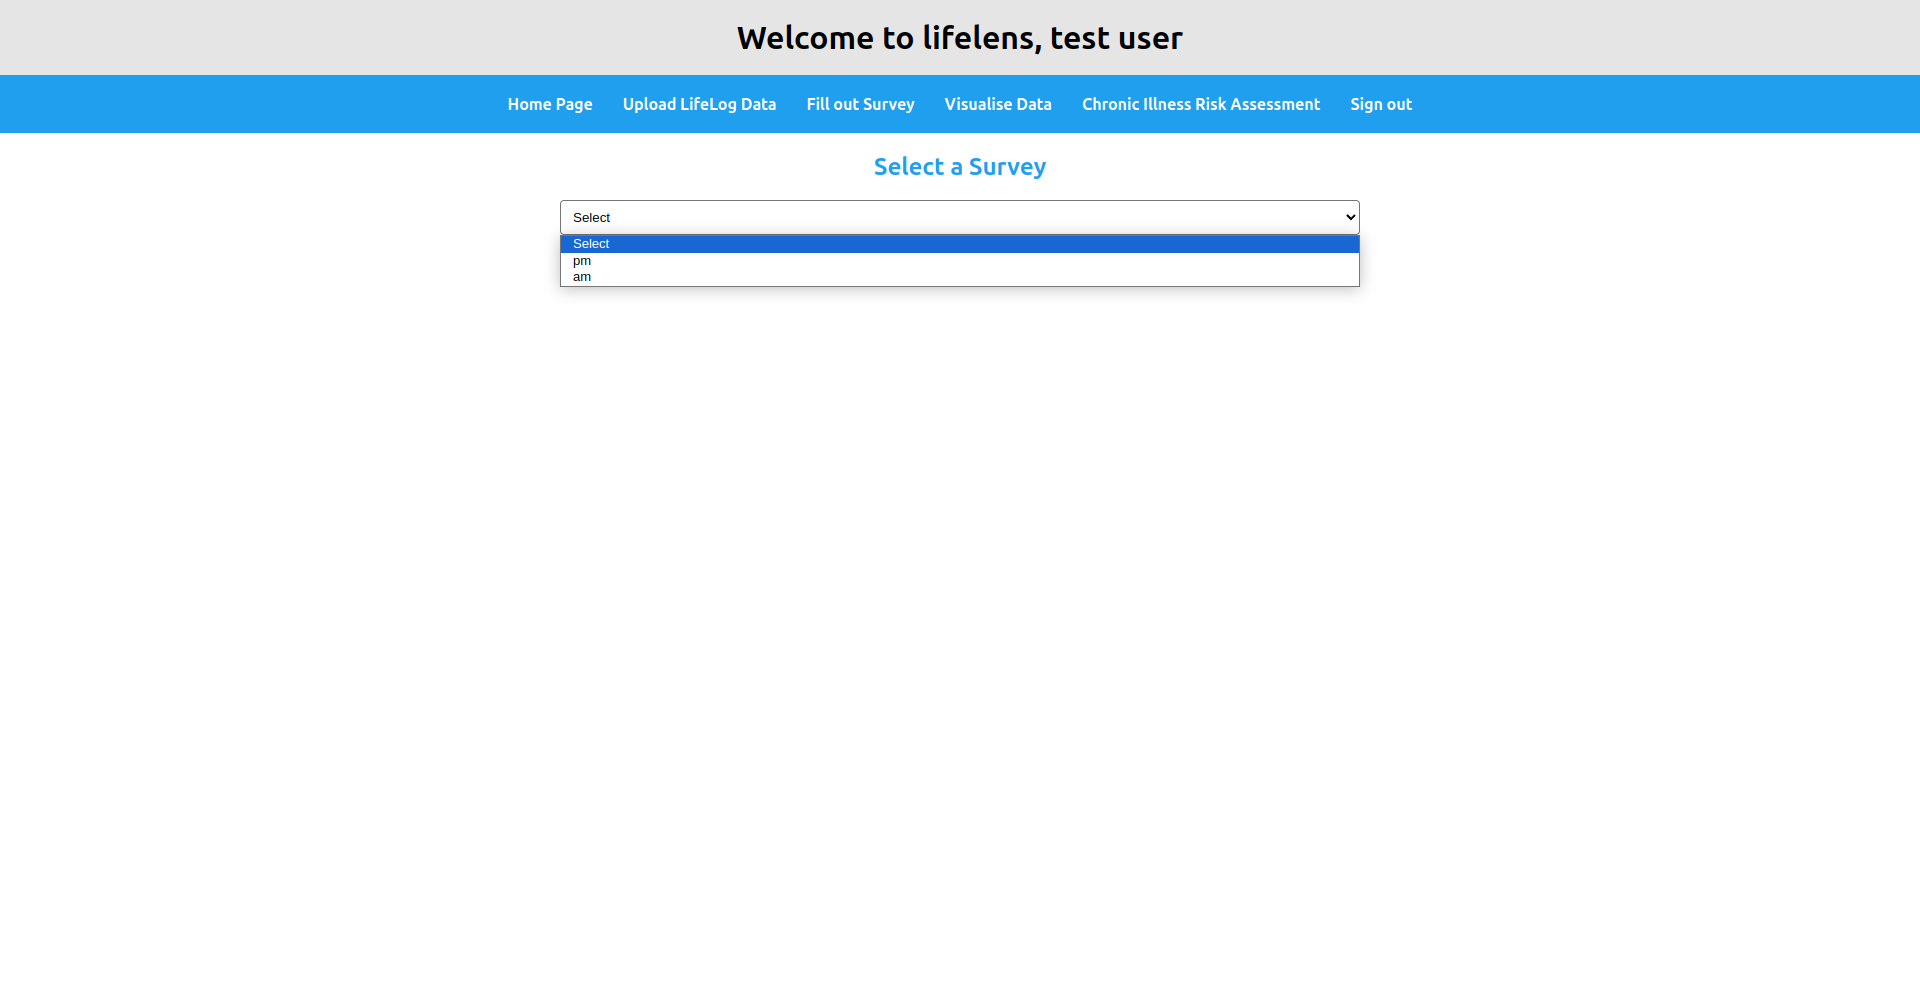 Welcome to lifelens, test user
Home Page Upload LifeLog Data Fill out Survey Visualise Data Chronic Illness Risk Assessment Sign out
Select a Survey
Select
Select
pm
am